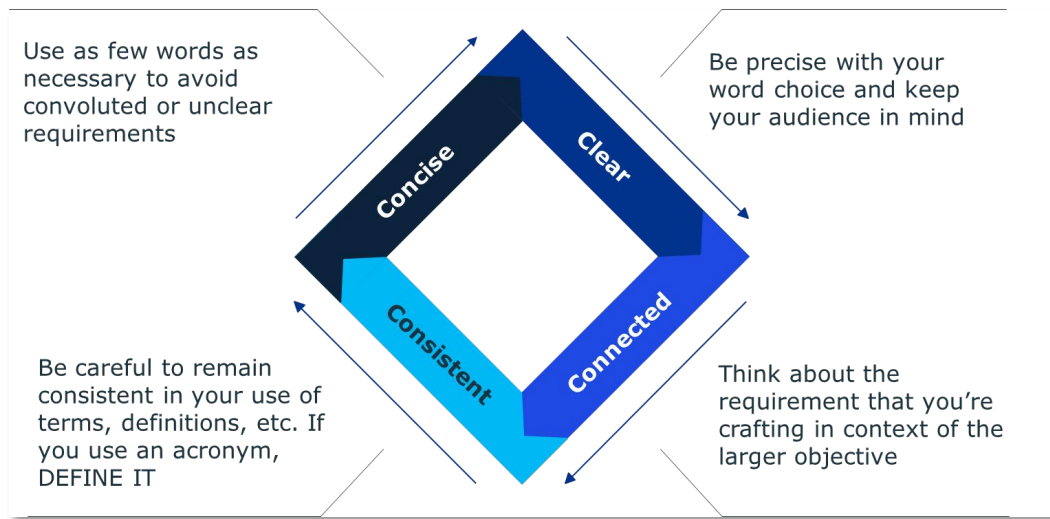 Use as few words as
necessary to avoid
convoluted or unclear
requirements
Concise
Clear
Be precise with your
word choice and keep
your audience in mind
Be careful to remain
consistent in your use of
terms, definitions, etc. If
you use an acronym,
DEFINE IT
Consistent
Connected
Think about the
requirement that you’re
crafting in context of the
larger objective